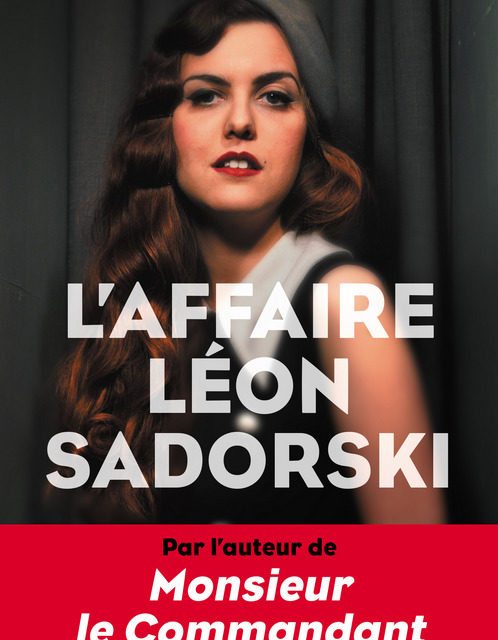 L'AFFAIRE
LÉON
SADORSKI
Par l'auteur de
Monsieur
le Commandant